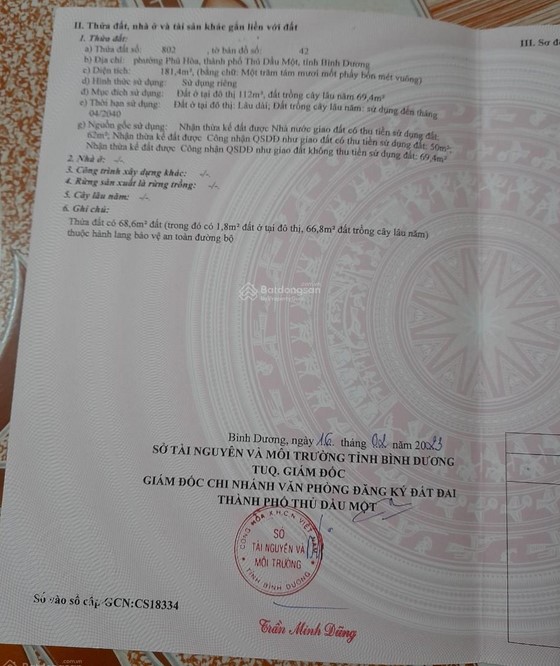 II. Thửa đất, nhà ở và tài sản khác gắn liền với đất
III. Sơ đ
1. Thửa đất:
a) Thửa đất số: 802 , tờ bản đồ số: 42
b) Địa chỉ: phường Phú Hòa, thành phố Thủ Dầu Một, tỉnh Bình Dương
c) Diện tích: 181,4m², (bằng chữ: Một trăm tám mươi mốt phẩy bốn mét vuông)
d) Hình thức sử dụng: Sử dụng riêng
đ) Mục đích sử dụng: Đất ở tại đô thị 112m², đất trồng cây lâu năm 69,4m²
e) Thời hạn sử dụng: Đất ở tại đô thị: Lâu dài; Đất trồng cây lâu năm: sử dụng đến tháng
04/2040
g) Nguồn gốc sử dụng: Nhận thừa kế đất được Nhà nước giao đất có thu tiền sử dụng đất:
62m²; Nhận thừa kế đất được Công nhận QSDĐ như giao đất có thu tiền sử dụng đất: 50m²;
Nhận thừa kế đất được Công nhận QSDĐ như giao đất không thu tiền sử dụng đất: 69,4m²
2. Nhà ở: -/-
3. Công trình xây dựng khác: -/-
4. Rừng sản xuất là rừng trồng: -/-
5. Cây lâu năm: -/-
6. Ghi chú:
Thửa đất có 68,6m² đất (trong đó có 1,8m² đất ở tại đô thị, 66,8m² đất trồng cây lâu năm)
thuộc hành lang bảo vệ an toàn đường bộ
Batdongsan
Bình Dương, ngày 16 tháng 02 năm 2023
SỞ TÀI NGUYÊN VÀ MÔI TRƯỜNG TỈNH BÌNH DƯƠNG
TUQ. GIÁM ĐỐC
GIÁM ĐỐC CHI NHÁNH VĂN PHÒNG ĐĂNG KÝ ĐẤT ĐAI
THÀNH PHỐ THỦ DẦU MỘT
CỘNG HÒA X.H.C.N VIỆT NAM
SỞ
TÀI NGUYÊN VÀ
MÔI TRƯỜNG
TỈNH BÌNH DƯƠNG
Số vào sổ cấp GCN:CS18334
Trần Minh Dũng